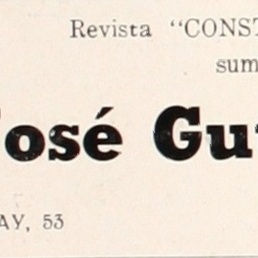 Revista "CONST
sum
José Gu
AY, 53